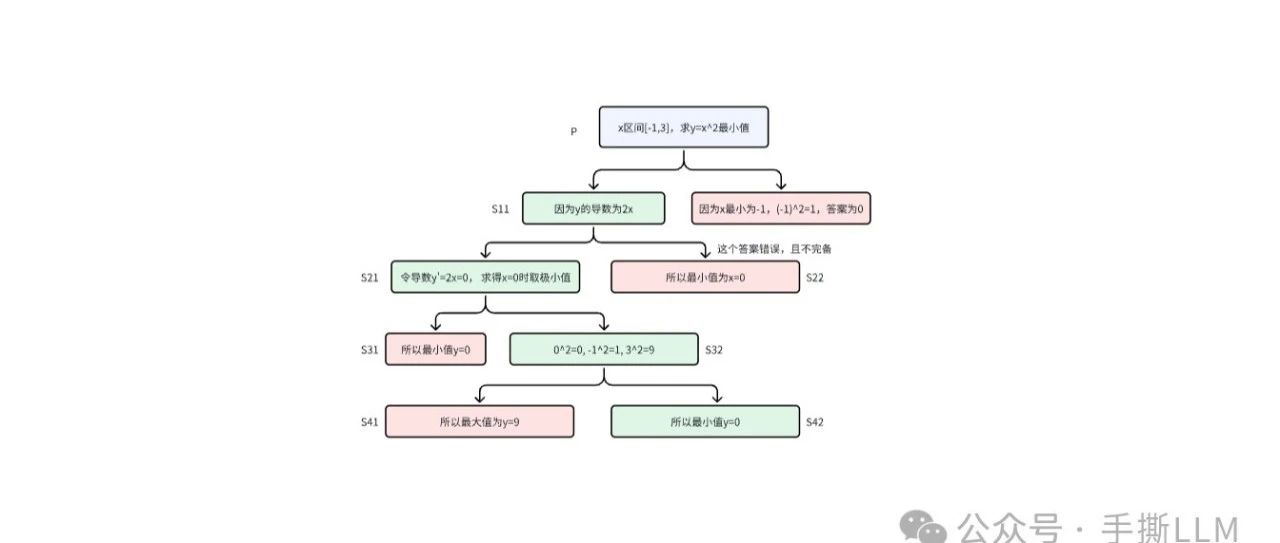 P
x区间[-1,3]，求y=x^2最小值
S11
因为y的导数为2x
因为x最小为-1，(-1)^2=1，答案为0
这个答案错误，且不完备
S21
令导数y'=2x=0， 求得x=0时取极小值
所以最小值为x=0
S22
S31
所以最小值y=0
0^2=0, -1^2=1, 3^2=9
S32
S41
所以最大值为y=9
所以最小值y=0
S42
公众号 · 手撕LLM